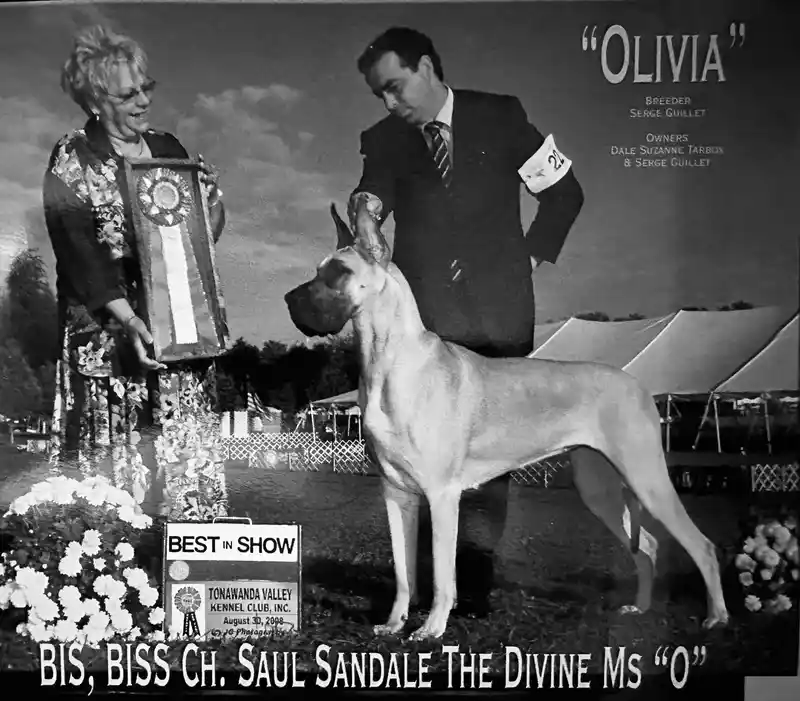 "OLIVIA"
BREEDER
SERGE GUILLET
OWNERS
DALE SUZANNE TARBOX
& SERGE GUILLET
BEST IN SHOW
TONAWANDA VALLEY
KENNEL CLUB, INC.
August 30, 2008
BIS, BISS CH. SAUL SANDALE THE DIVINE MS "O"